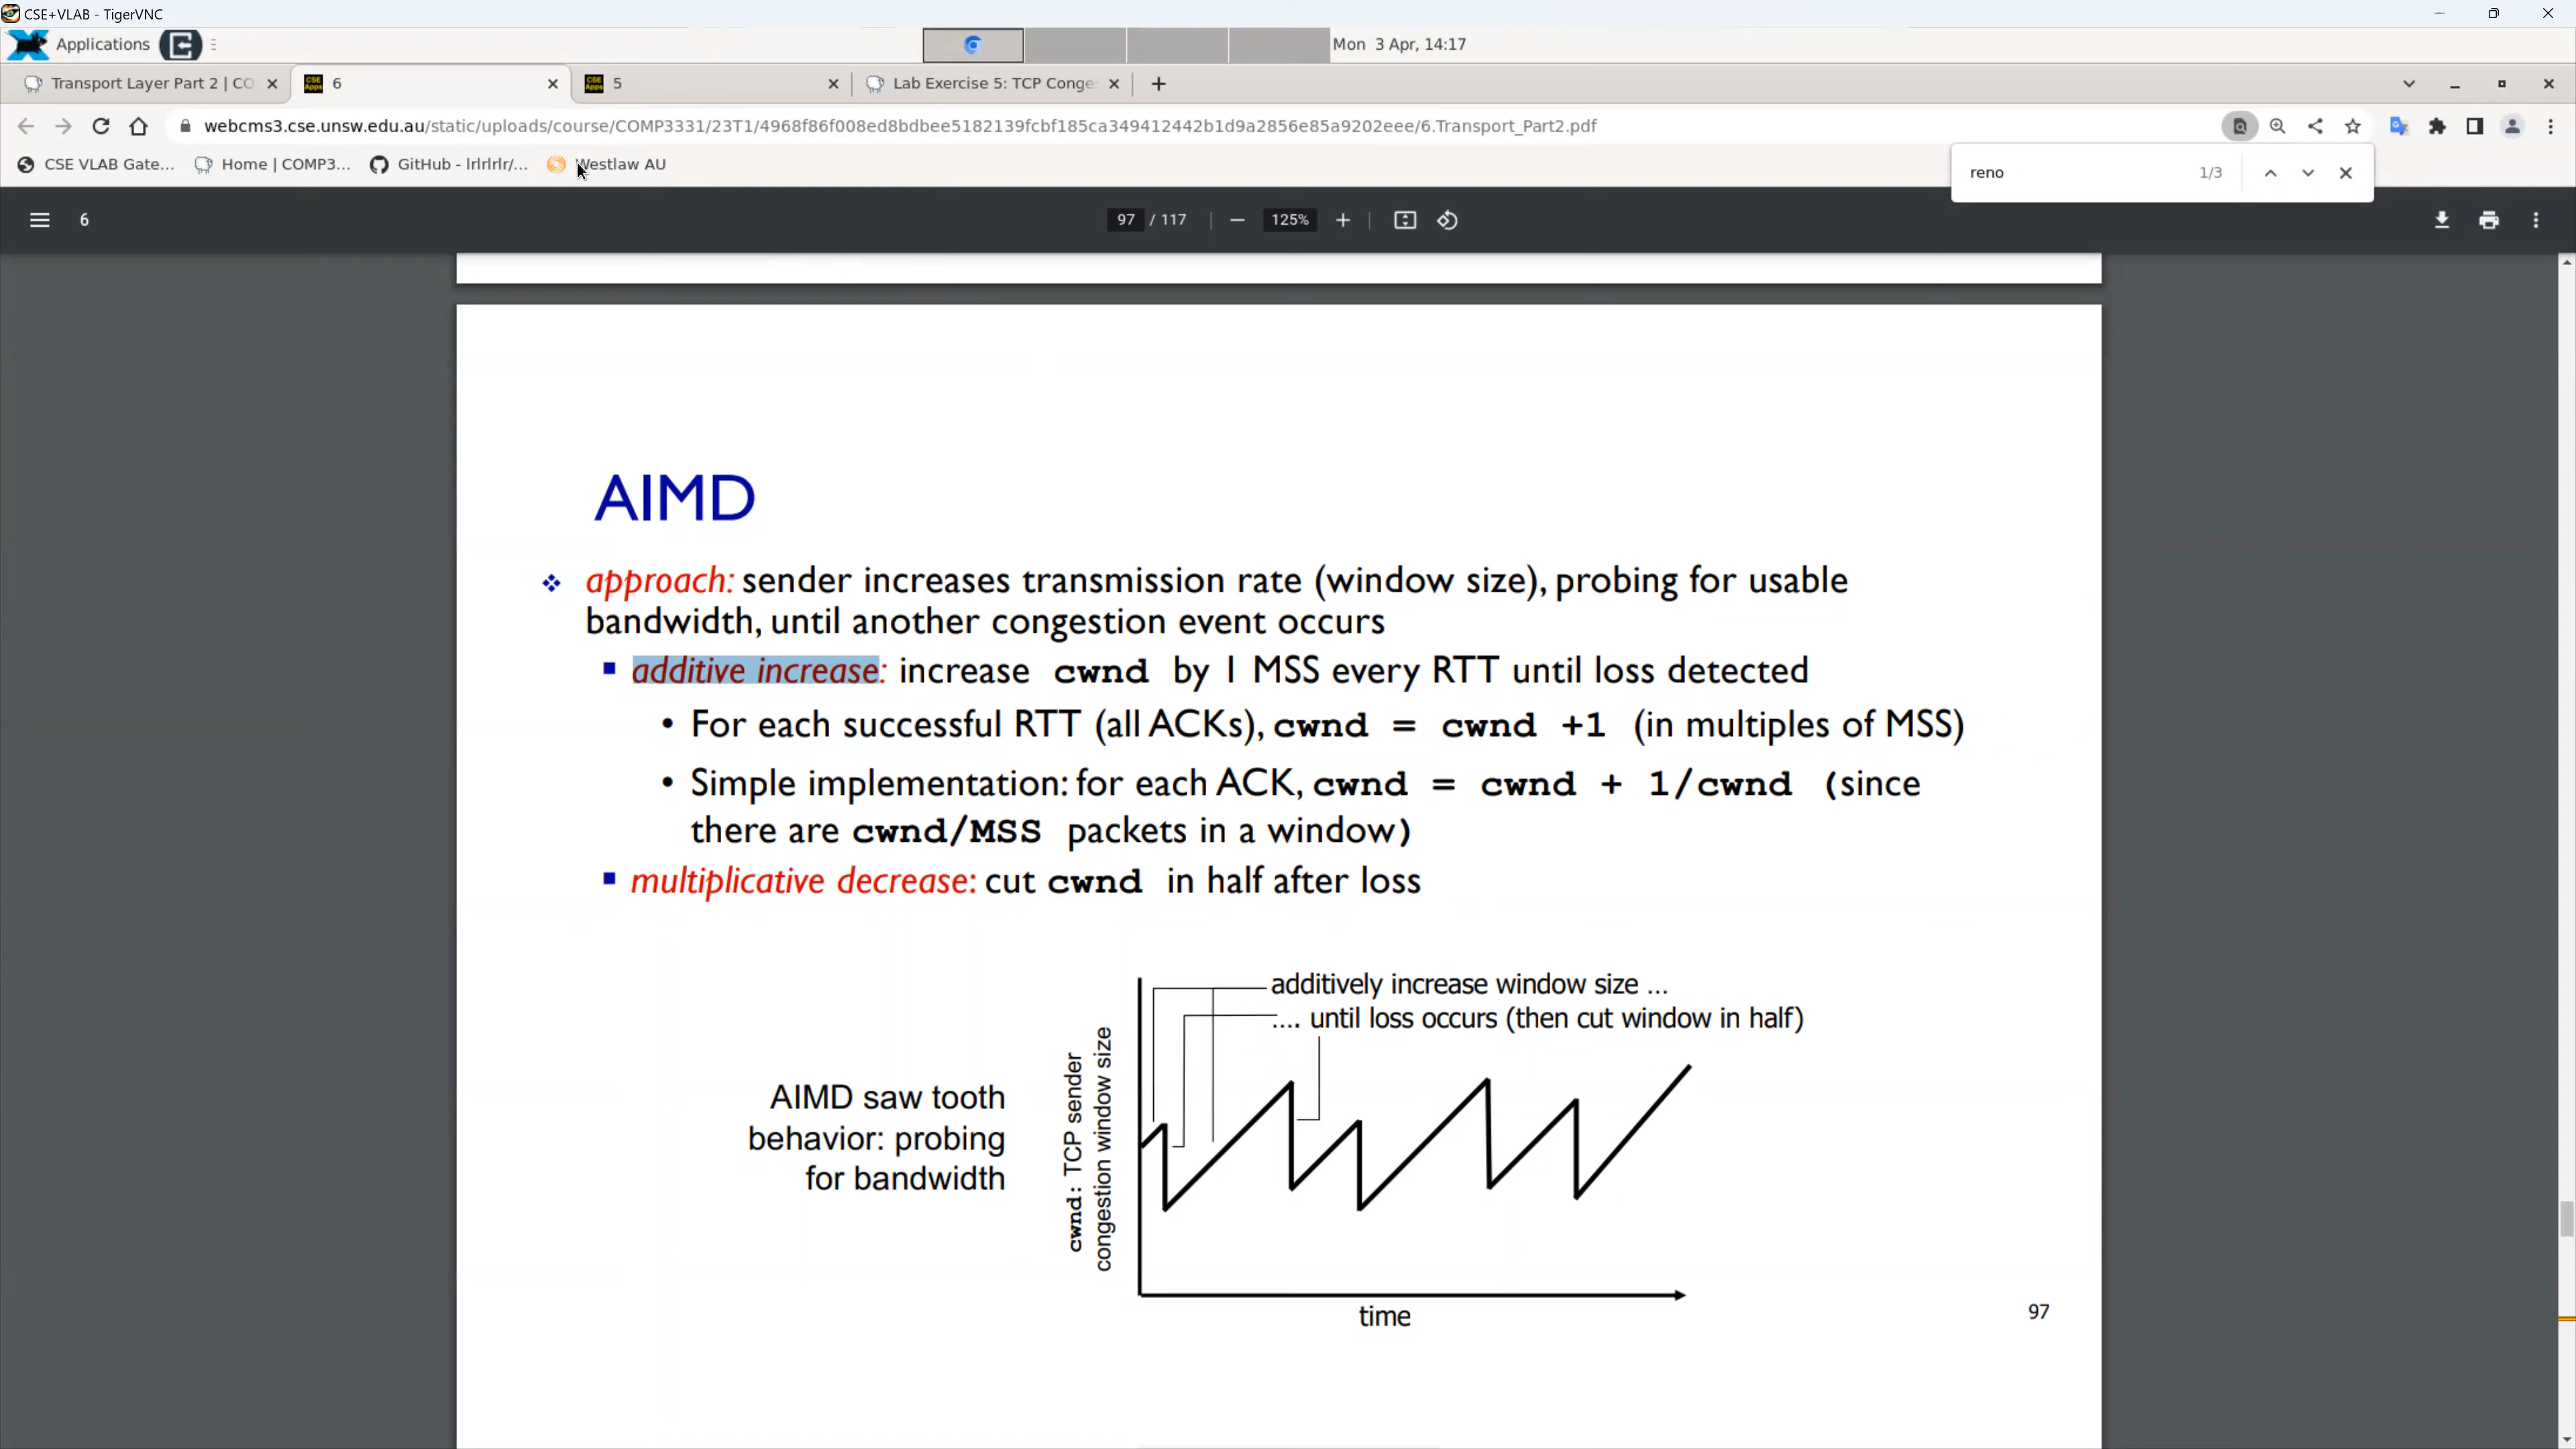 CSE+VLAB - TigerVNC
Applications
Mon 3 Apr, 14:17
Transport Layer Part 2 | CO
6
5
Lab Exercise 5: TCP Conge
webcms3.cse.unsw.edu.au/static/uploads/course/COMP3331/23T1/4968f86f008ed8bdbee5182139fcbf185ca349412442b1d9a2856e85a9202eee/6.Transport_Part2.pdf
CSE VLAB Gate...
Home | COMP3...
GitHub - lrlrlrlr/...
Westlaw AU
reno 1/3
6
97 / 117
125%
AIMD
❖ approach: sender increases transmission rate (window size), probing for usable
bandwidth, until another congestion event occurs
▪ additive increase: increase cwnd by 1 MSS every RTT until loss detected
• For each successful RTT (all ACKs), cwnd = cwnd +1 (in multiples of MSS)
• Simple implementation: for each ACK, cwnd = cwnd + 1/cwnd (since
there are cwnd/MSS packets in a window)
▪ multiplicative decrease: cut cwnd in half after loss
additively increase window size …
…. until loss occurs (then cut window in half)
AIMD saw tooth
behavior: probing
for bandwidth
cwnd: TCP sender
congestion window size
time
97